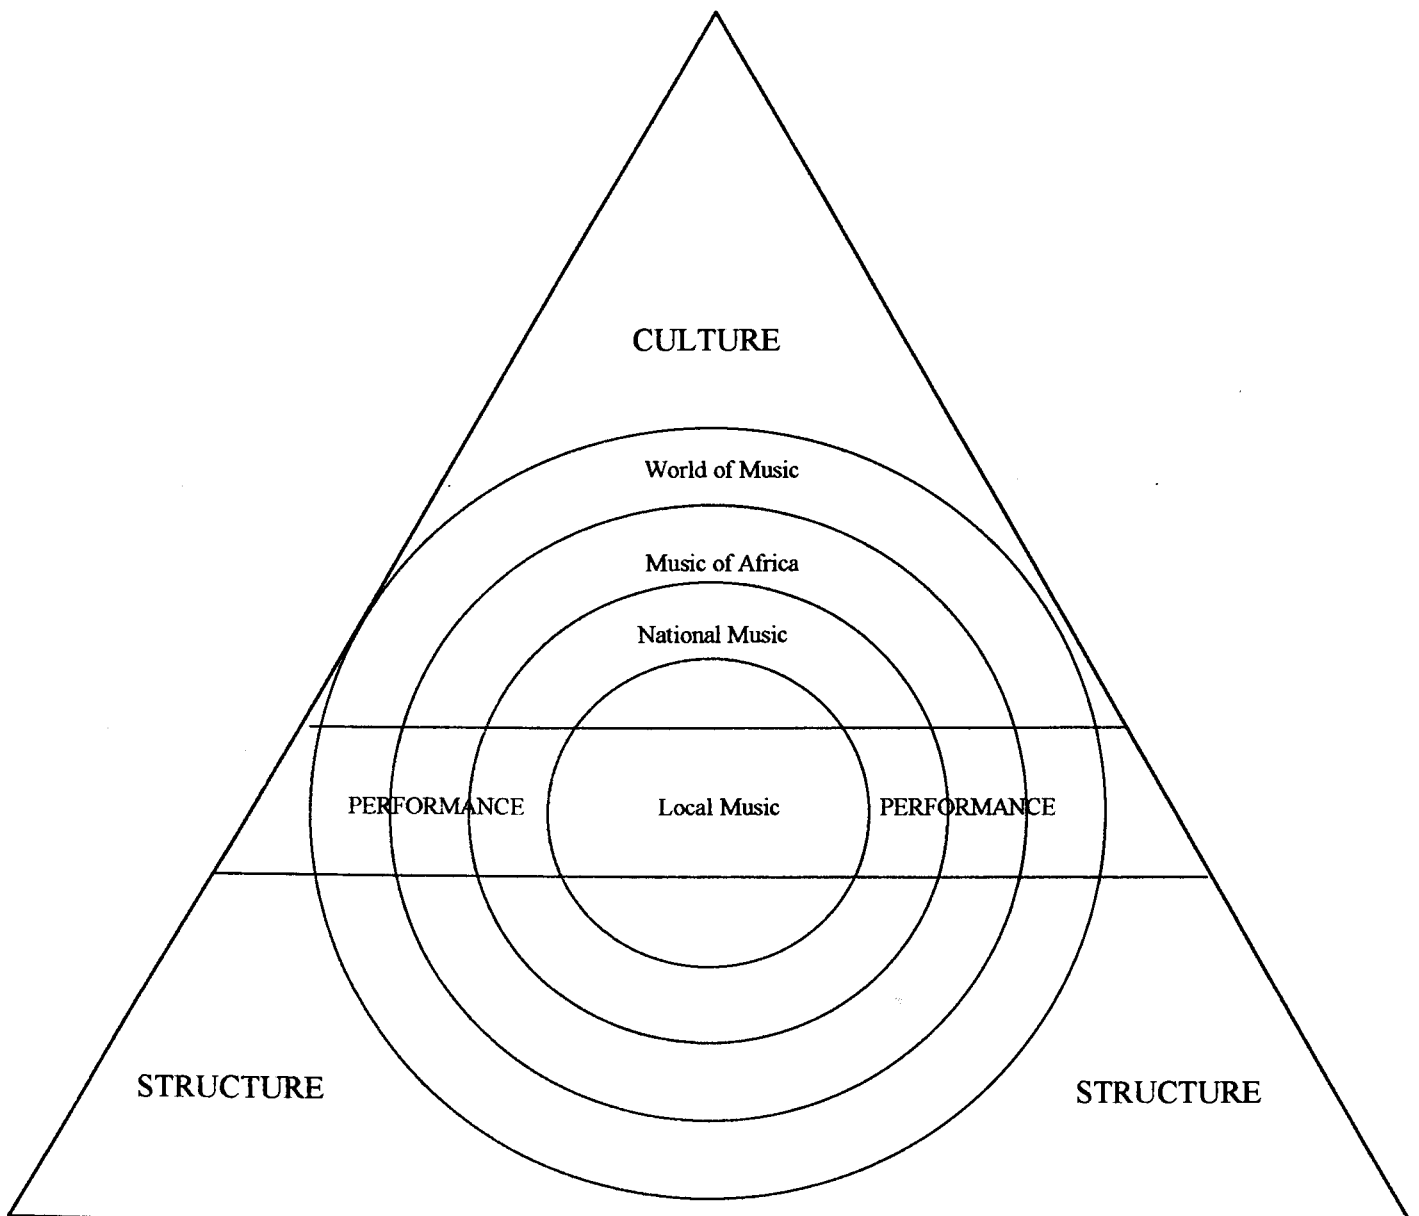 CULTURE
World of Music
Music of Africa
National Music
PERFORMANCE
Local Music
PERFORMANCE
STRUCTURE
STRUCTURE